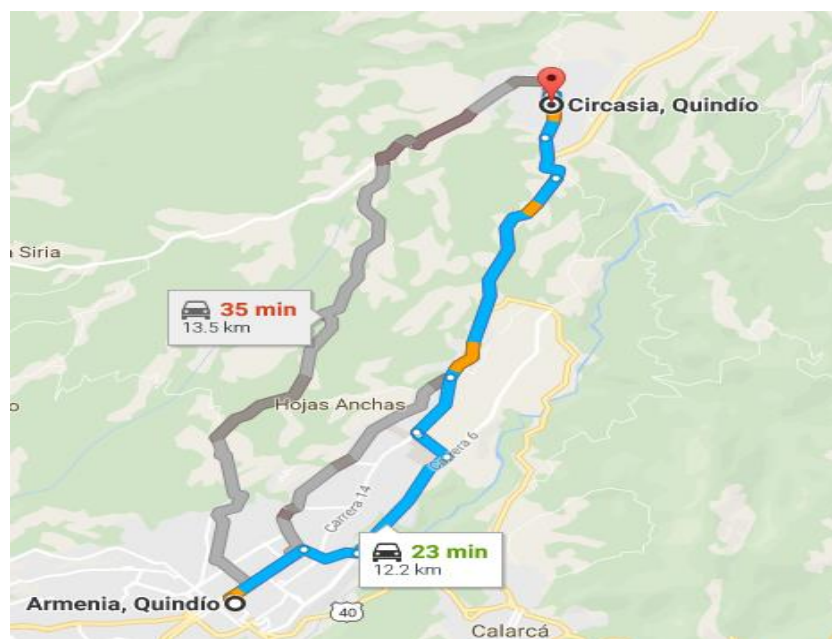 Circasia, Quindío
Siria
35 min
13.5 km
Hojas Anchas
Carrera 6
Carrera 14
23 min
12.2 km
Armenia, Quindío
40
Calarcá